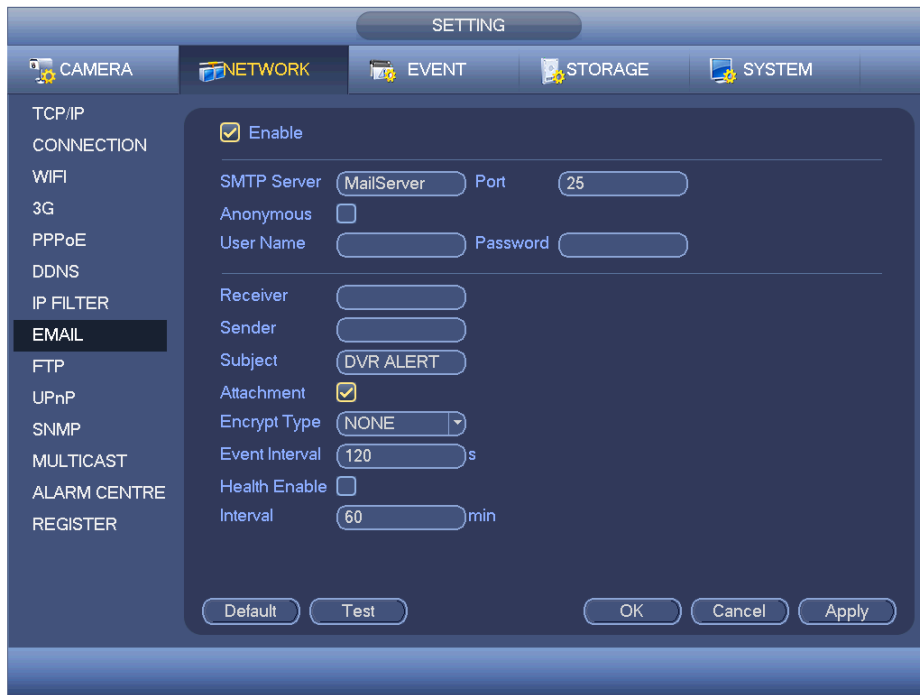 SETTING
CAMERA NETWORK EVENT STORAGE SYSTEM
TCP/IP
CONNECTION
WIFI
3G
PPPoE
DDNS
IP FILTER
EMAIL
FTP
UPnP
SNMP
MULTICAST
ALARM CENTRE
REGISTER
Enable
SMTP Server MailServer Port 25
Anonymous
User Name Password
Receiver
Sender
Subject DVR ALERT
Attachment
Encrypt Type NONE
Event Interval 120 s
Health Enable
Interval 60 min
Default Test OK Cancel Apply